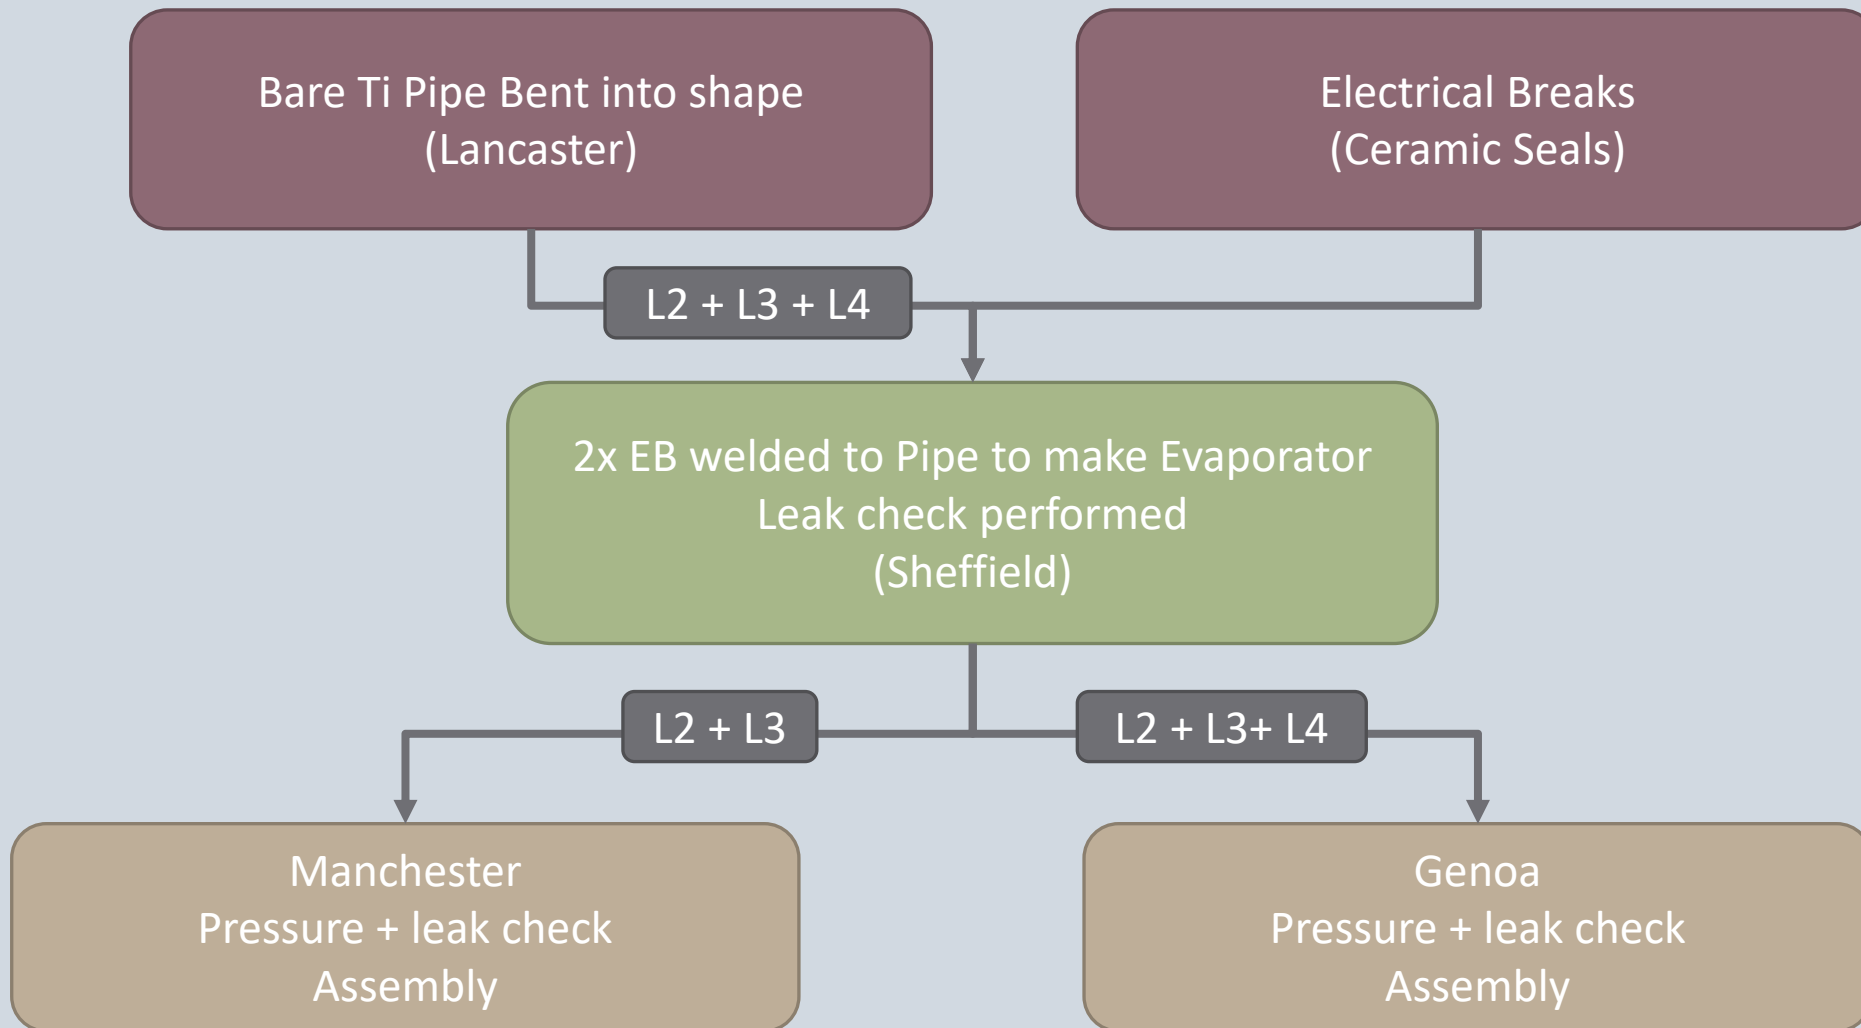 Bare Ti Pipe Bent into shape
(Lancaster)
Electrical Breaks
(Ceramic Seals)
L2 + L3 + L4
2x EB welded to Pipe to make Evaporator
Leak check performed
(Sheffield)
L2 + L3
L2 + L3+ L4
Manchester
Pressure + leak check
Assembly
Genoa
Pressure + leak check
Assembly